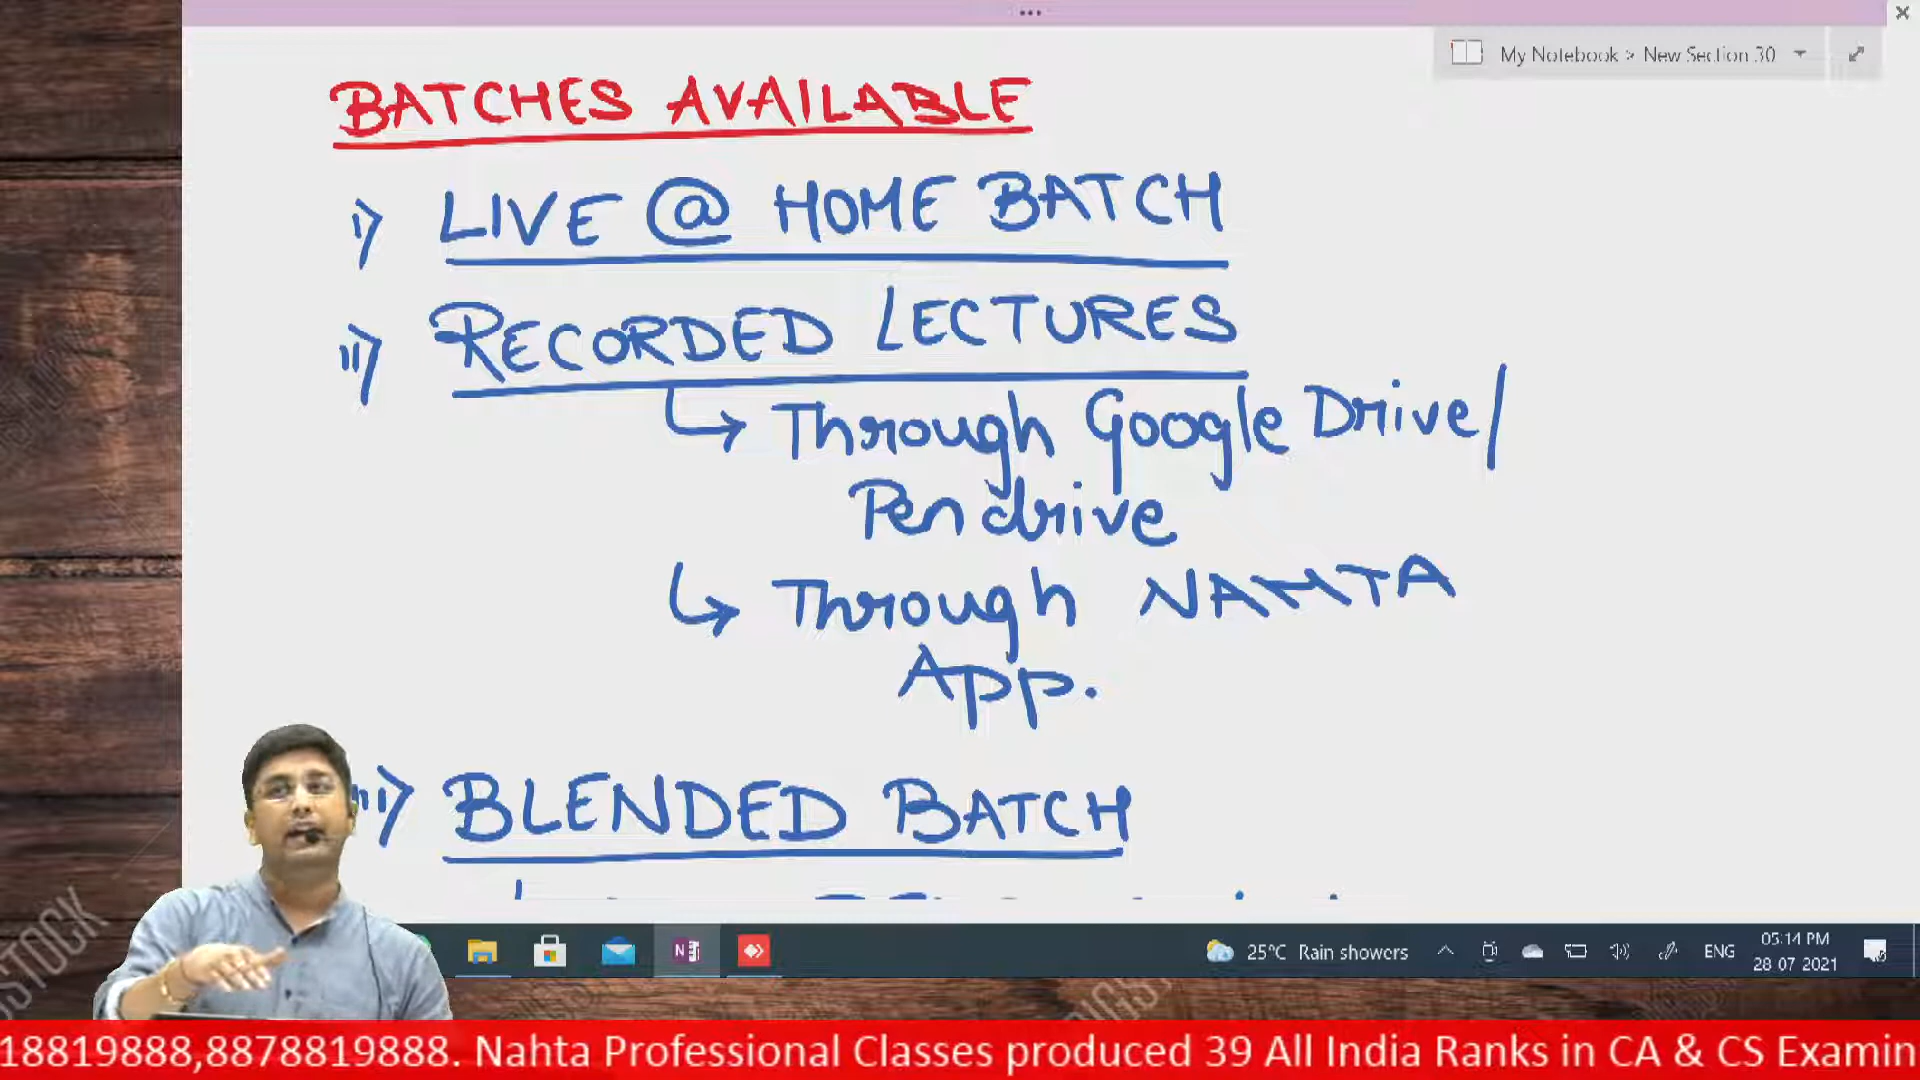 My Notebook > New Section 30
BATCHES AVAILABLE
i) LIVE @ HOME BATCH
ii) RECORDED LECTURES
↳ Through Google Drive/
Pendrive
↳ Through NAHTA
App.
iii) BLENDED BATCH
25°C Rain showers
ENG
05:14 PM
28-07-2021
18819888,8878819888. Nahta Professional Classes produced 39 All India Ranks in CA & CS Examin